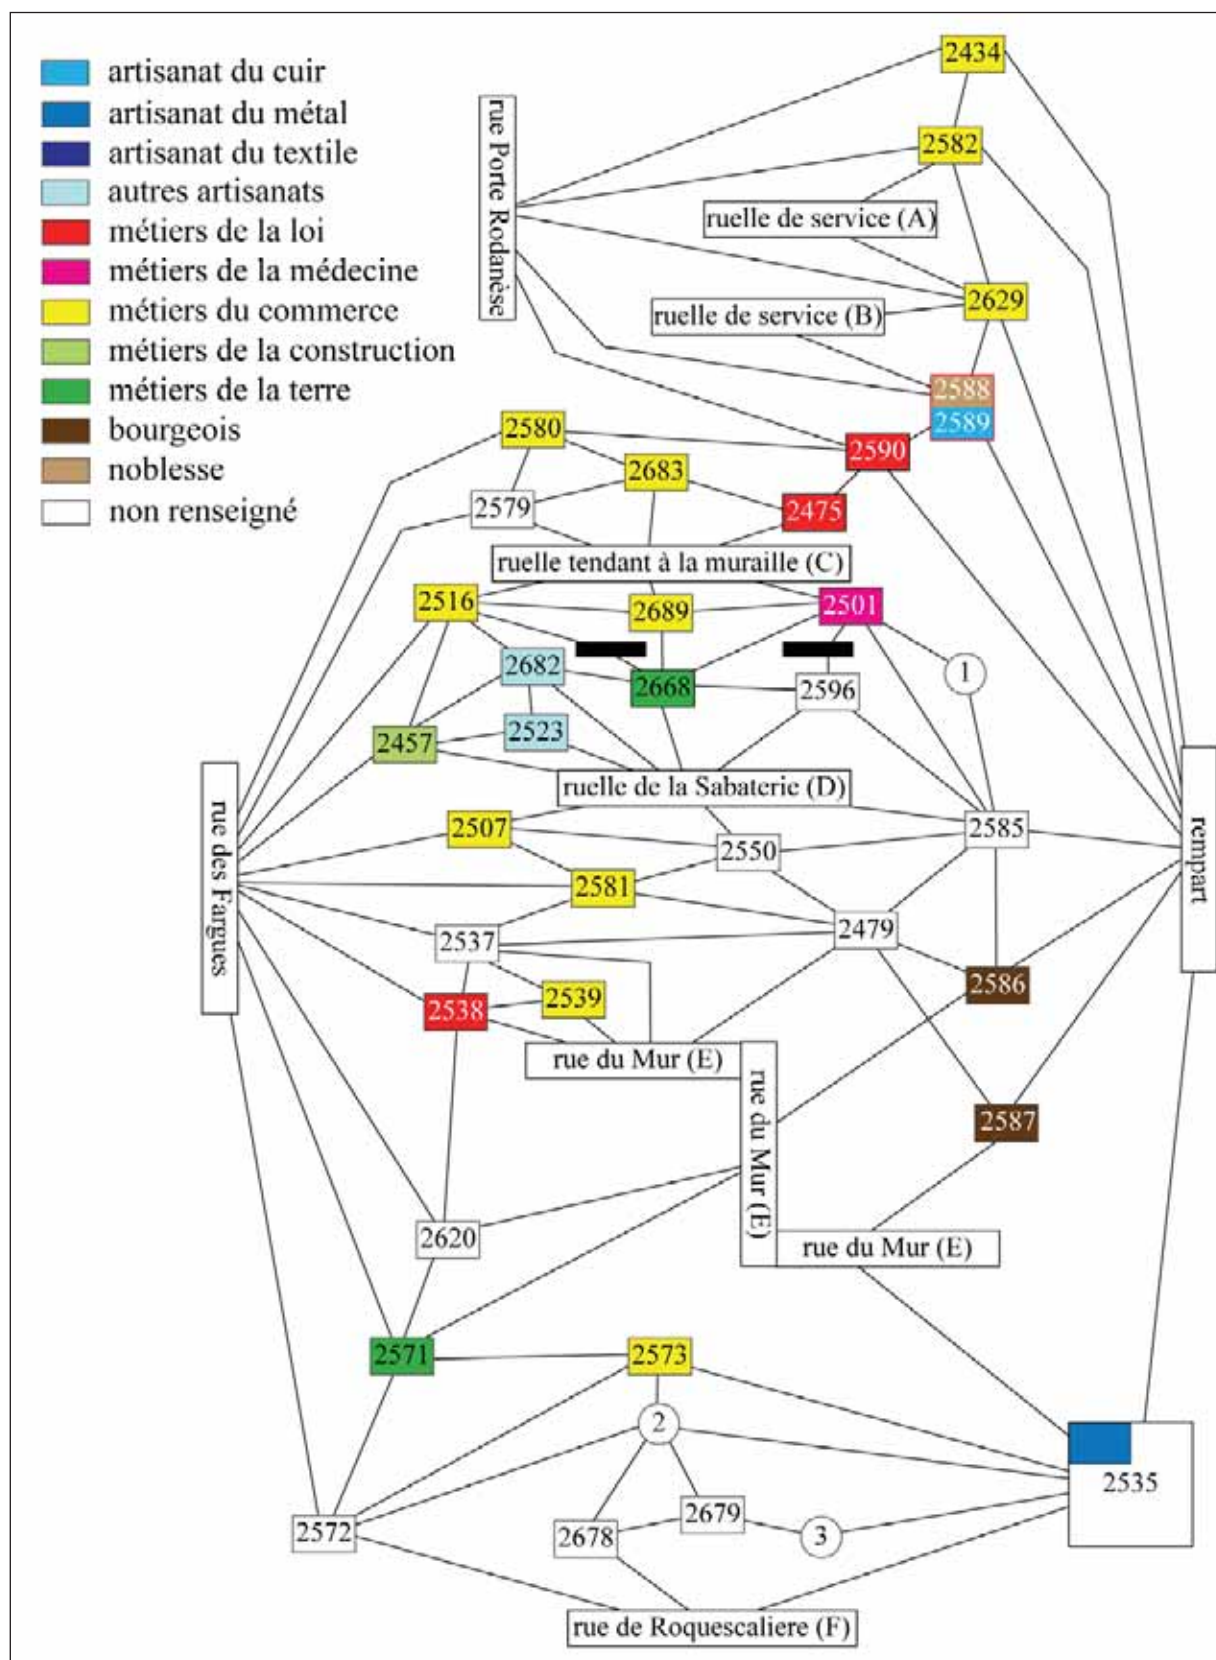 artisanat du cuir
artisanat du métal
artisanat du textile
autres artisanats
métiers de la loi
métiers de la médecine
métiers du commerce
métiers de la construction
métiers de la terre
bourgeois
noblesse
non renseigné
2434
rue Porte Rodanèse
2582
ruelle de service (A)
2629
ruelle de service (B)
2588
2589
2580
2590
2683
2579
2475
ruelle tendant à la muraille (C)
2516
2689
2501
2682
2668
2596
1
2457
2523
ruelle de la Sabaterie (D)
rue des Fargues
rempart
2507
2550
2585
2581
2537
2479
2538
2539
2586
rue du Mur (E)
rue du Mur (E)
2587
2620
rue du Mur (E)
2571
2573
2
2535
2572
2678
2679
3
rue de Roquescaliere (F)